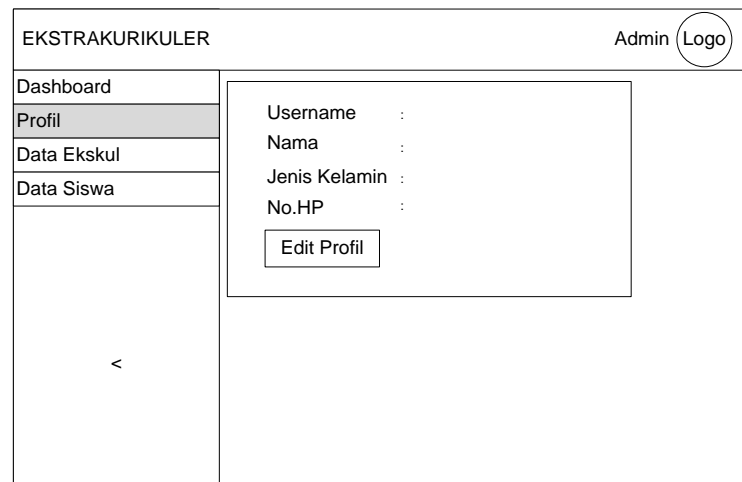 EKSTRAKURIKULER
Admin Logo
Dashboard
Profil
Data Ekskul
Data Siswa
<
Username :
Nama :
Jenis Kelamin :
No.HP :
Edit Profil